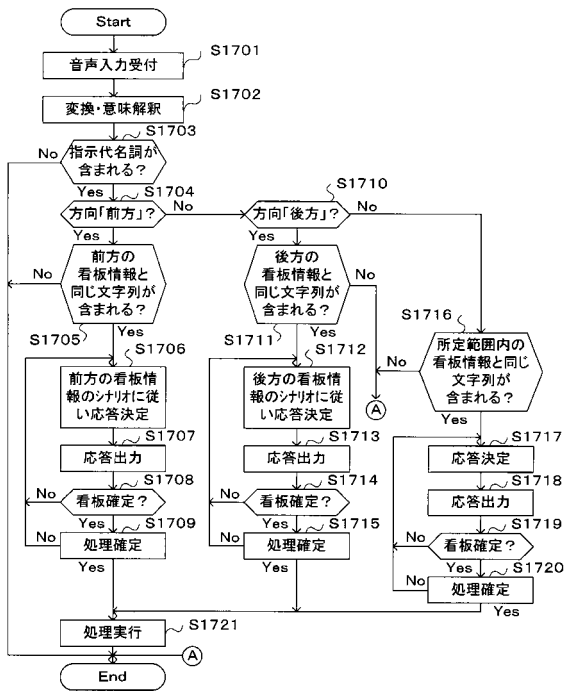 Start
S1701
音声入力受付
S1702
変換・意味解釈
S1703
指示代名詞が
含まれる?
No
Yes
S1704
方向「前方」?
No
Yes
S1710
方向「後方」?
No
Yes
前方の
看板情報と
同じ文字列が
含まれる?
No
S1705
Yes
後方の
看板情報と
同じ文字列が
含まれる?
No
S1711
Yes
S1716
所定範囲内の
看板情報と同じ
文字列が
含まれる?
No
Yes
A
S1706
前方の看板情
報のシナリオに従
い応答決定
S1707
応答出力
S1708
No
看板確定?
Yes
S1709
No
処理確定
Yes
S1712
後方の看板情
報のシナリオに従
い応答決定
S1713
応答出力
S1714
No
看板確定?
Yes
S1715
No
処理確定
Yes
S1717
応答決定
S1718
応答出力
S1719
No
看板確定?
Yes
S1720
No
処理確定
Yes
S1721
処理実行
A
End